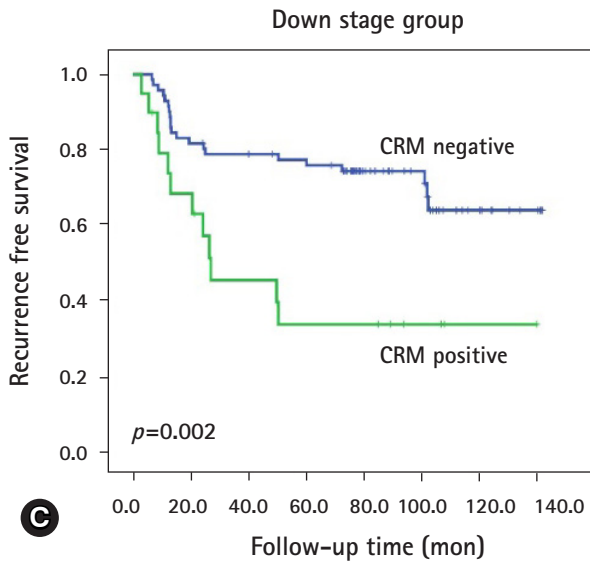 Down stage group
Recurrence free survival
1.0
0.8
0.6
0.4
0.2
0.0
CRM negative
CRM positive
p=0.002
0.0 20.0 40.0 60.0 80.0 100.0 120.0 140.0
Follow-up time (mon)
C